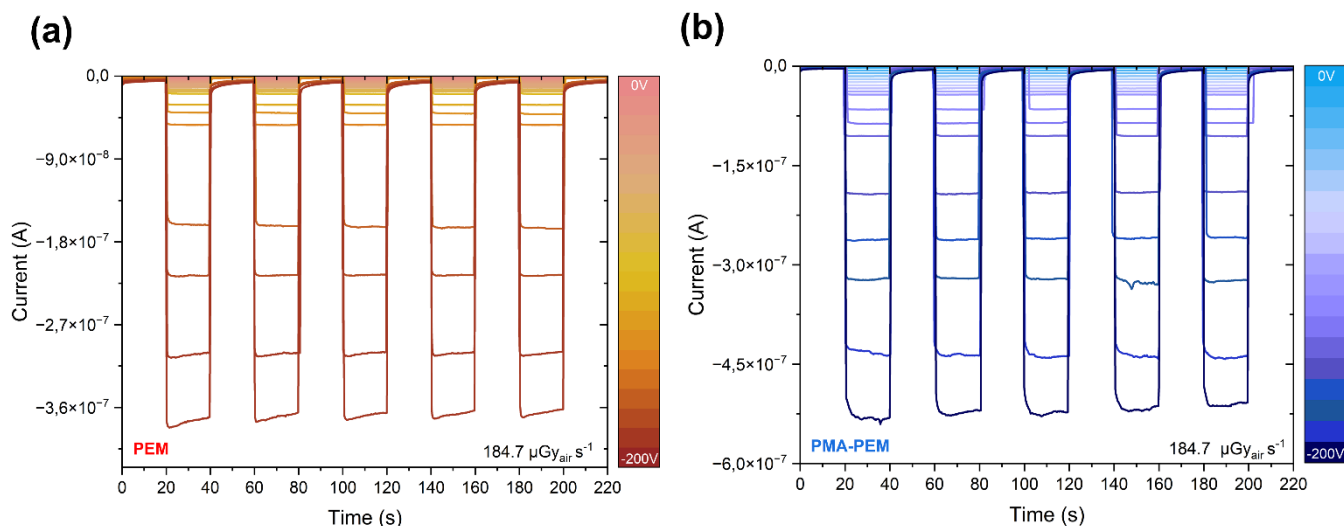 (a)
0,0
−9,0×10⁻⁸
−1,8×10⁻⁷
−2,7×10⁻⁷
−3,6×10⁻⁷
Current (A)
0 20 40 60 80 100 120 140 160 180 200 220
Time (s)
PEM
184.7 µGyₐᵢᵣ s⁻¹
0V
-200V
(b)
0,0
−1,5×10⁻⁷
−3,0×10⁻⁷
−4,5×10⁻⁷
−6,0×10⁻⁷
Current (A)
0 20 40 60 80 100 120 140 160 180 200 220
Time (s)
PMA-PEM
184.7 µGyₐᵢᵣ s⁻¹
0V
-200V